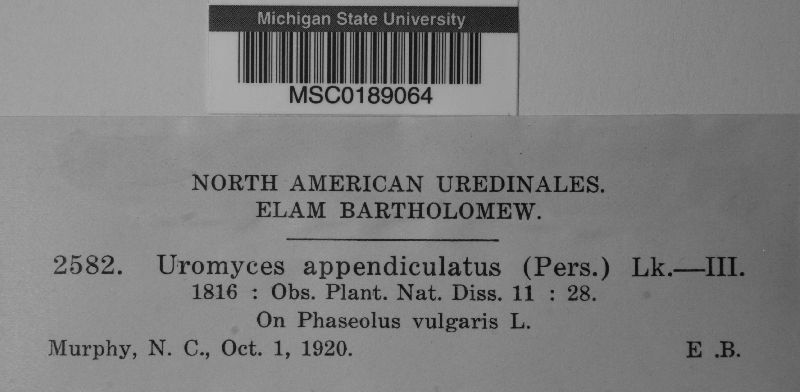 Michigan State University
MSC0189064
NORTH AMERICAN UREDINALES.
ELAM BARTHOLOMEW.
2582. Uromyces appendiculatus (Pers.) Lk.—III.
1816 : Obs. Plant. Nat. Diss. 11 : 28.
On Phaseolus vulgaris L.
Murphy, N. C., Oct. 1, 1920. E .B.